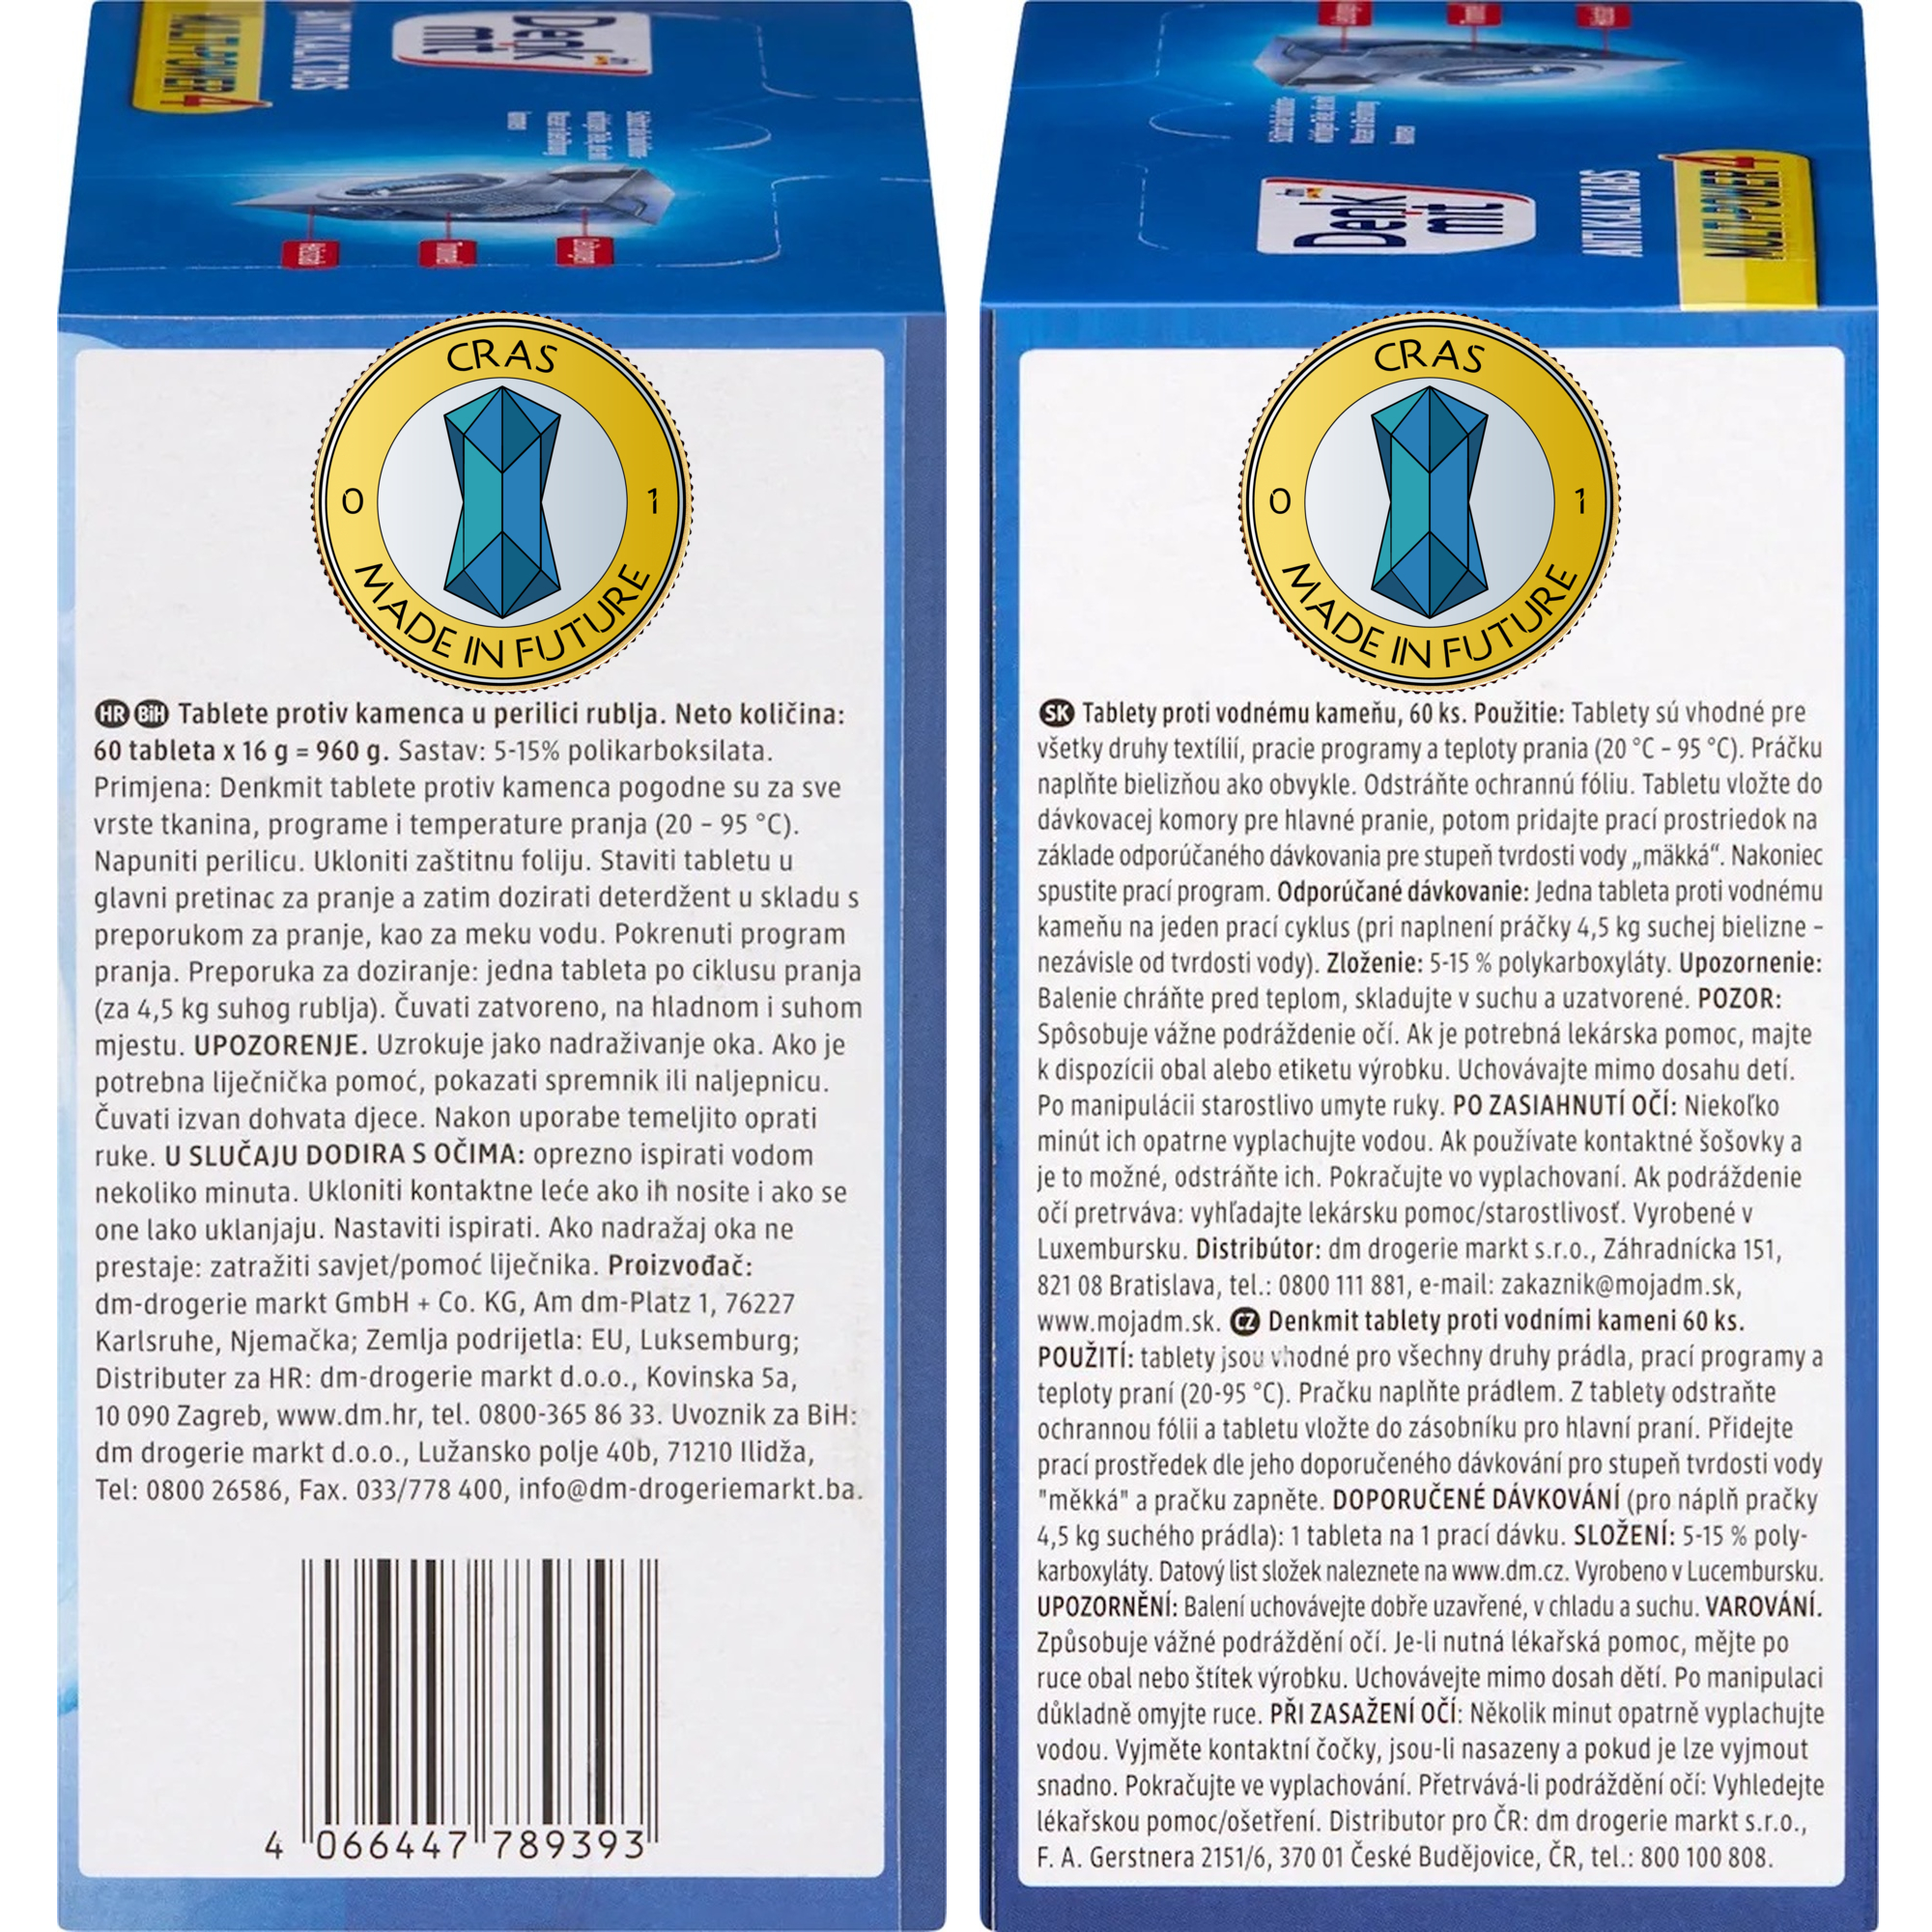 MULTI-POWER 4
ANTI KALK TABS
Denk
mit
CRAS
0 1
MADE IN FUTURE
HR BiH Tablete protiv kamenca u perilici rublja. Neto količina:
60 tableta x 16 g = 960 g. Sastav: 5-15% polikarboksilata.
Primjena: Denkmit tablete protiv kamenca pogodne su za sve
vrste tkanina, programe i temperature pranja (20 – 95 °C).
Napuniti perilicu. Ukloniti zaštitnu foliju. Staviti tabletu u
glavni pretinac za pranje a zatim dozirati deterdžent u skladu s
preporukom za pranje, kao za meku vodu. Pokrenuti program
pranja. Preporuka za doziranje: jedna tableta po ciklusu pranja
(za 4,5 kg suhog rublja). Čuvati zatvoreno, na hladnom i suhom
mjestu. UPOZORENJE. Uzrokuje jako nadraživanje oka. Ako je
potrebna liječnička pomoć, pokazati spremnik ili naljepnicu.
Čuvati izvan dohvata djece. Nakon uporabe temeljito oprati
ruke. U SLUČAJU DODIRA S OČIMA: oprezno ispirati vodom
nekoliko minuta. Ukloniti kontaktne leće ako ih nosite i ako se
one lako uklanjaju. Nastaviti ispirati. Ako nadražaj oka ne
prestaje: zatražiti savjet/pomoć liječnika. Proizvođač:
dm-drogerie markt GmbH + Co. KG, Am dm-Platz 1, 76227
Karlsruhe, Njemačka; Zemlja podrijetla: EU, Luksemburg;
Distributer za HR: dm-drogerie markt d.o.o., Kovinska 5a,
10 090 Zagreb, www.dm.hr, tel. 0800-365 86 33. Uvoznik za BiH:
dm drogerie markt d.o.o., Lužansko polje 40b, 71210 Ilidža,
Tel: 0800 26586, Fax. 033/778 400, info@dm-drogeriemarkt.ba.
4 066447 789393
Denk
mit
ANTI KALK TABS
MULTI-POWER 4
CRAS
0 1
MADE IN FUTURE
SK Tablety proti vodnému kameňu, 60 ks. Použitie: Tablety sú vhodné pre
všetky druhy textílií, pracie programy a teploty prania (20 °C – 95 °C). Práčku
naplňte bielizňou ako obvykle. Odstráňte ochrannú fóliu. Tabletu vložte do
dávkovacej komory pre hlavné pranie, potom pridajte prací prostriedok na
základe odporúčaného dávkovania pre stupeň tvrdosti vody „mäkká“. Nakoniec
spustite prací program. Odporúčané dávkovanie: Jedna tableta proti vodnému
kameňu na jeden prací cyklus (pri naplnení práčky 4,5 kg suchej bielizne –
nezávisle od tvrdosti vody). Zloženie: 5-15 % polykarboxyláty. Upozornenie:
Balenie chráňte pred teplom, skladujte v suchu a uzatvorené. POZOR:
Spôsobuje vážne podráždenie očí. Ak je potrebná lekárska pomoc, majte
k dispozícii obal alebo etiketu výrobku. Uchovávajte mimo dosahu detí.
Po manipulácii starostlivo umyte ruky. PO ZASIAHNUTÍ OČÍ: Niekoľko
minút ich opatrne vyplachujte vodou. Ak používate kontaktné šošovky a
je to možné, odstráňte ich. Pokračujte vo vyplachovaní. Ak podráždenie
očí pretrváva: vyhľadajte lekársku pomoc/starostlivosť. Vyrobené v
Luxembursku. Distribútor: dm drogerie markt s.r.o., Záhradnícka 151,
821 08 Bratislava, tel.: 0800 111 881, e-mail: zakaznik@mojadm.sk,
www.mojadm.sk. CZ Denkmit tablety proti vodními kameni 60 ks.
POUŽITÍ: tablety jsou vhodné pro všechny druhy prádla, prací programy a
teploty praní (20-95 °C). Pračku naplňte prádlem. Z tablety odstraňte
ochrannou fólii a tabletu vložte do zásobníku pro hlavní praní. Přidejte
prací prostředek dle jeho doporučeného dávkování pro stupeň tvrdosti vody
"měkká" a pračku zapněte. DOPORUČENÉ DÁVKOVÁNÍ (pro náplň pračky
4,5 kg suchého prádla): 1 tableta na 1 prací dávku. SLOŽENÍ: 5-15 % poly-
karboxyláty. Datový list složek naleznete na www.dm.cz. Vyrobeno v Lucembursku.
UPOZORNĚNÍ: Balení uchovávejte dobře uzavřené, v chladu a suchu. VAROVÁNÍ.
Způsobuje vážné podráždění očí. Je-li nutná lékařská pomoc, mějte po
ruce obal nebo štítek výrobku. Uchovávejte mimo dosah dětí. Po manipulaci
důkladně omyjte ruce. PŘI ZASAŽENÍ OČÍ: Několik minut opatrně vyplachujte
vodou. Vyjměte kontaktní čočky, jsou-li nasazeny a pokud je lze vyjmout
snadno. Pokračujte ve vyplachování. Přetrvává-li podráždění očí: Vyhledejte
lékařskou pomoc/ošetření. Distributor pro ČR: dm drogerie markt s.r.o.,
F. A. Gerstnera 2151/6, 370 01 České Budějovice, ČR, tel.: 800 100 808.